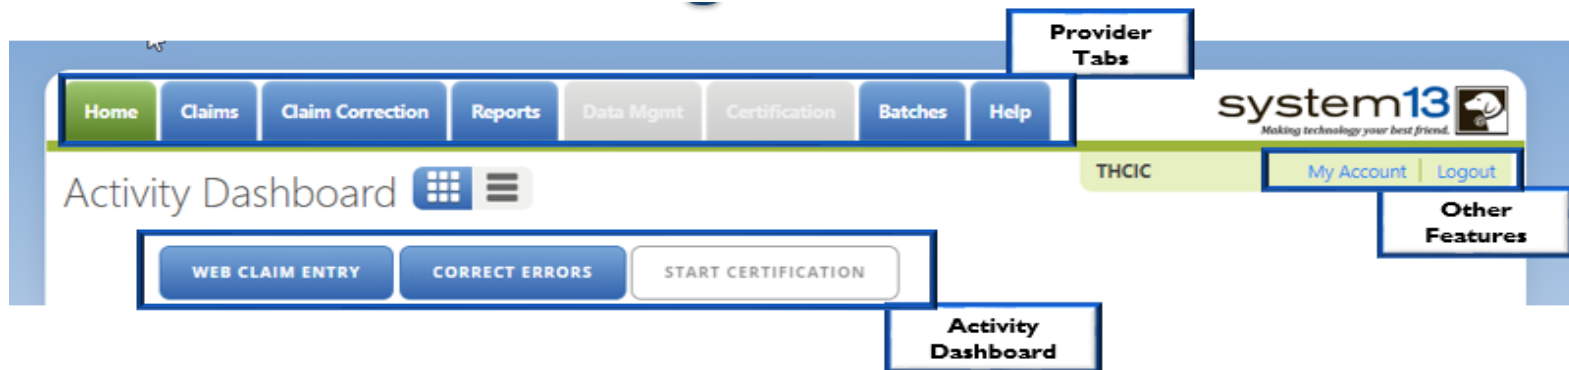 Provider
Tabs
Home Claims Claim Correction Reports Data Mgmt Certification Batches Help
system13
Making technology your best friend.
THCIC My Account Logout
Activity Dashboard
Other
Features
WEB CLAIM ENTRY CORRECT ERRORS START CERTIFICATION
Activity
Dashboard